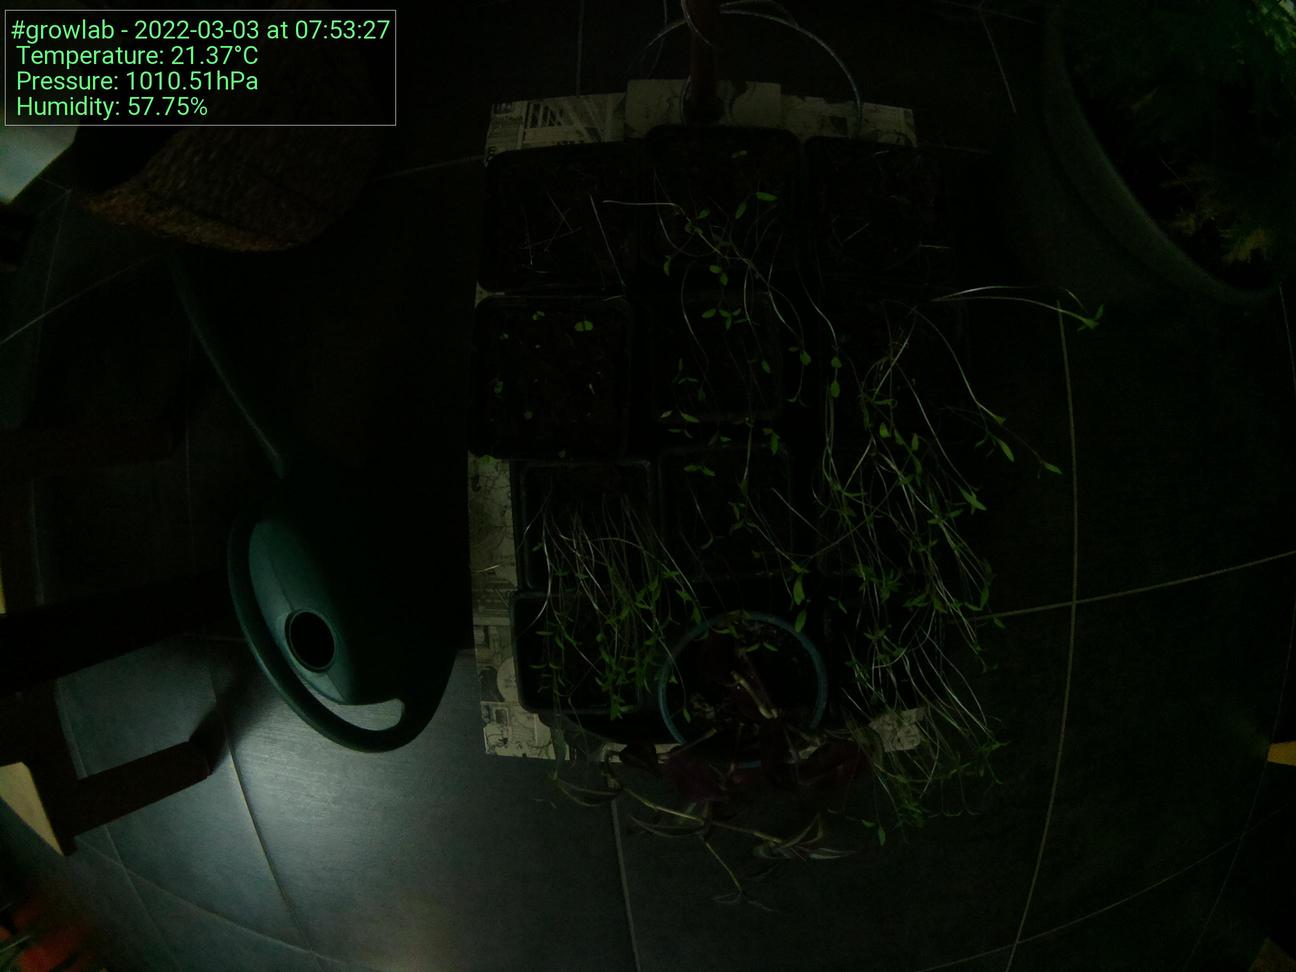 #growlab - 2022-03-03 at 07:53:27
Temperature: 21.37°C
Pressure: 1010.51hPa
Humidity: 57.75%